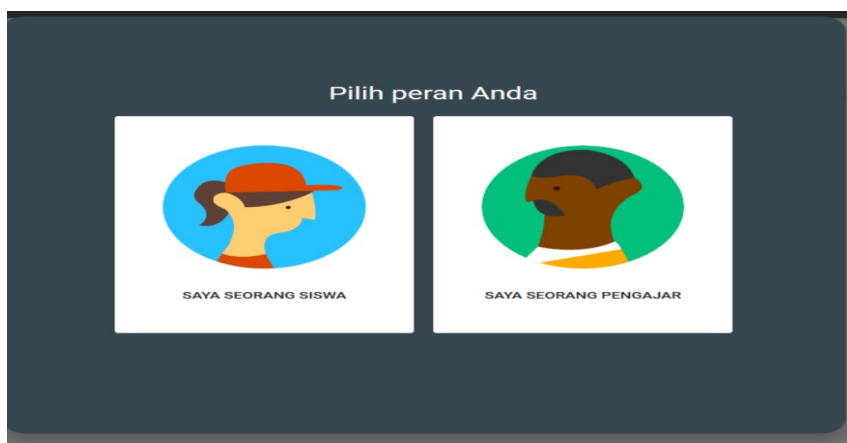 Pilih peran Anda
SAYA SEORANG SISWA
SAYA SEORANG PENGAJAR